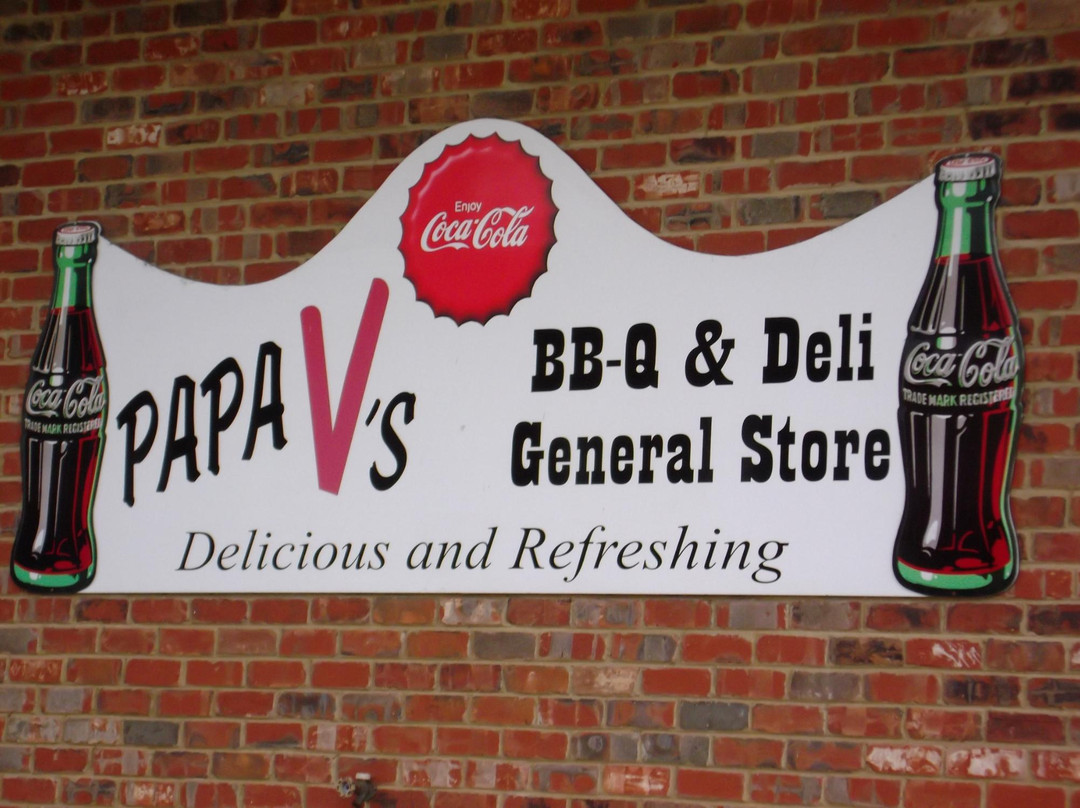 Enjoy
Coca-Cola
PAPA V's
BB-Q & Deli
General Store
Delicious and Refreshing
Coca-Cola
TRADE MARK REGISTERED
Coca-Cola
TRADE MARK REGISTERED